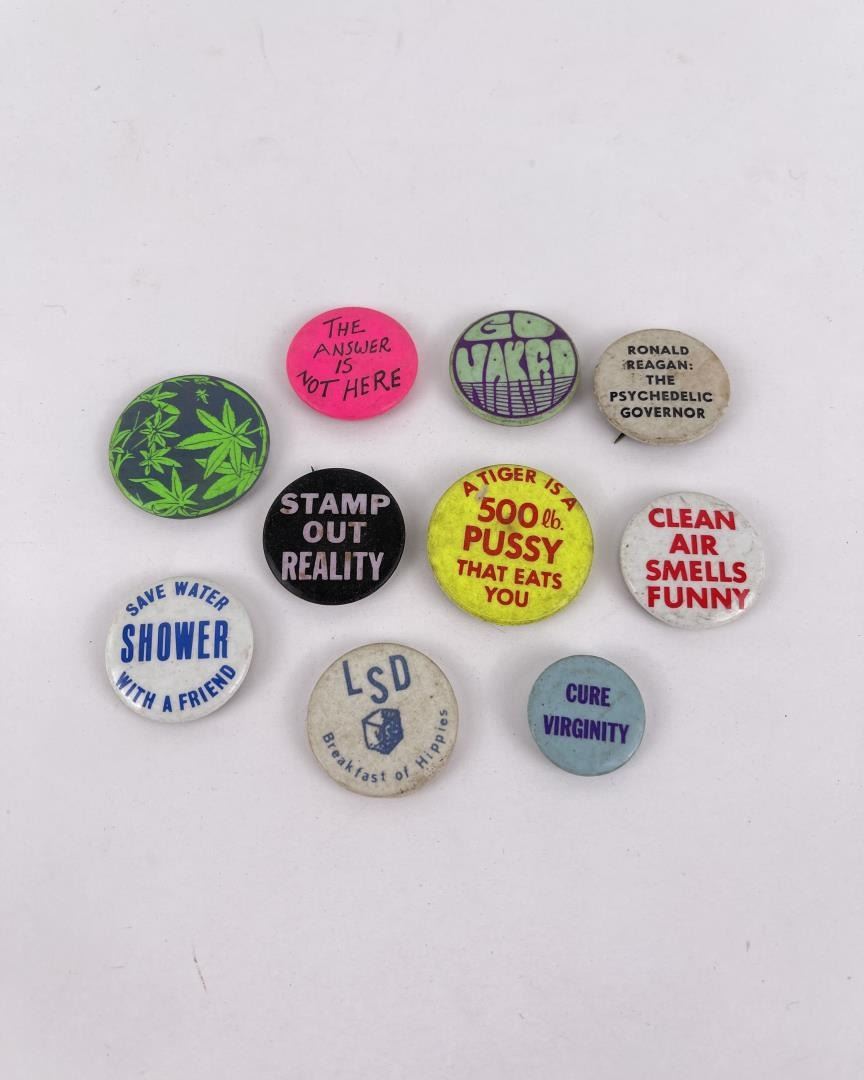 THE
ANSWER
IS
NOT HERE
GO
NAKED
RONALD
REAGAN:
THE
PSYCHEDELIC
GOVERNOR
STAMP
OUT
REALITY
A TIGER IS A
500 lb.
PUSSY
THAT EATS
YOU
CLEAN
AIR
SMELLS
FUNNY
SAVE WATER
SHOWER
WITH A FRIEND
LSD
LSD
Breakfast of Hippies
CURE
VIRGINITY